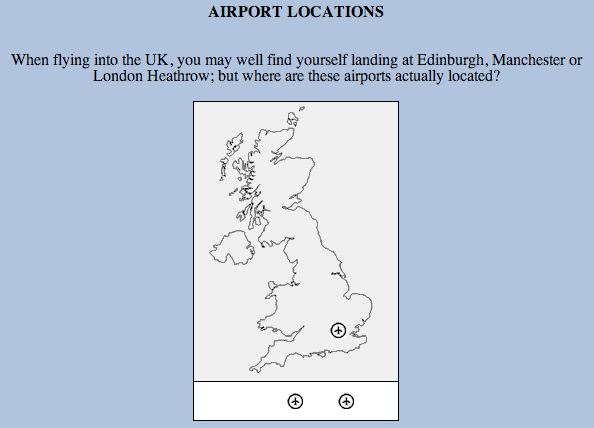 AIRPORT LOCATIONS
When flying into the UK, you may well find yourself landing at Edinburgh, Manchester or
London Heathrow; but where are these airports actually located?